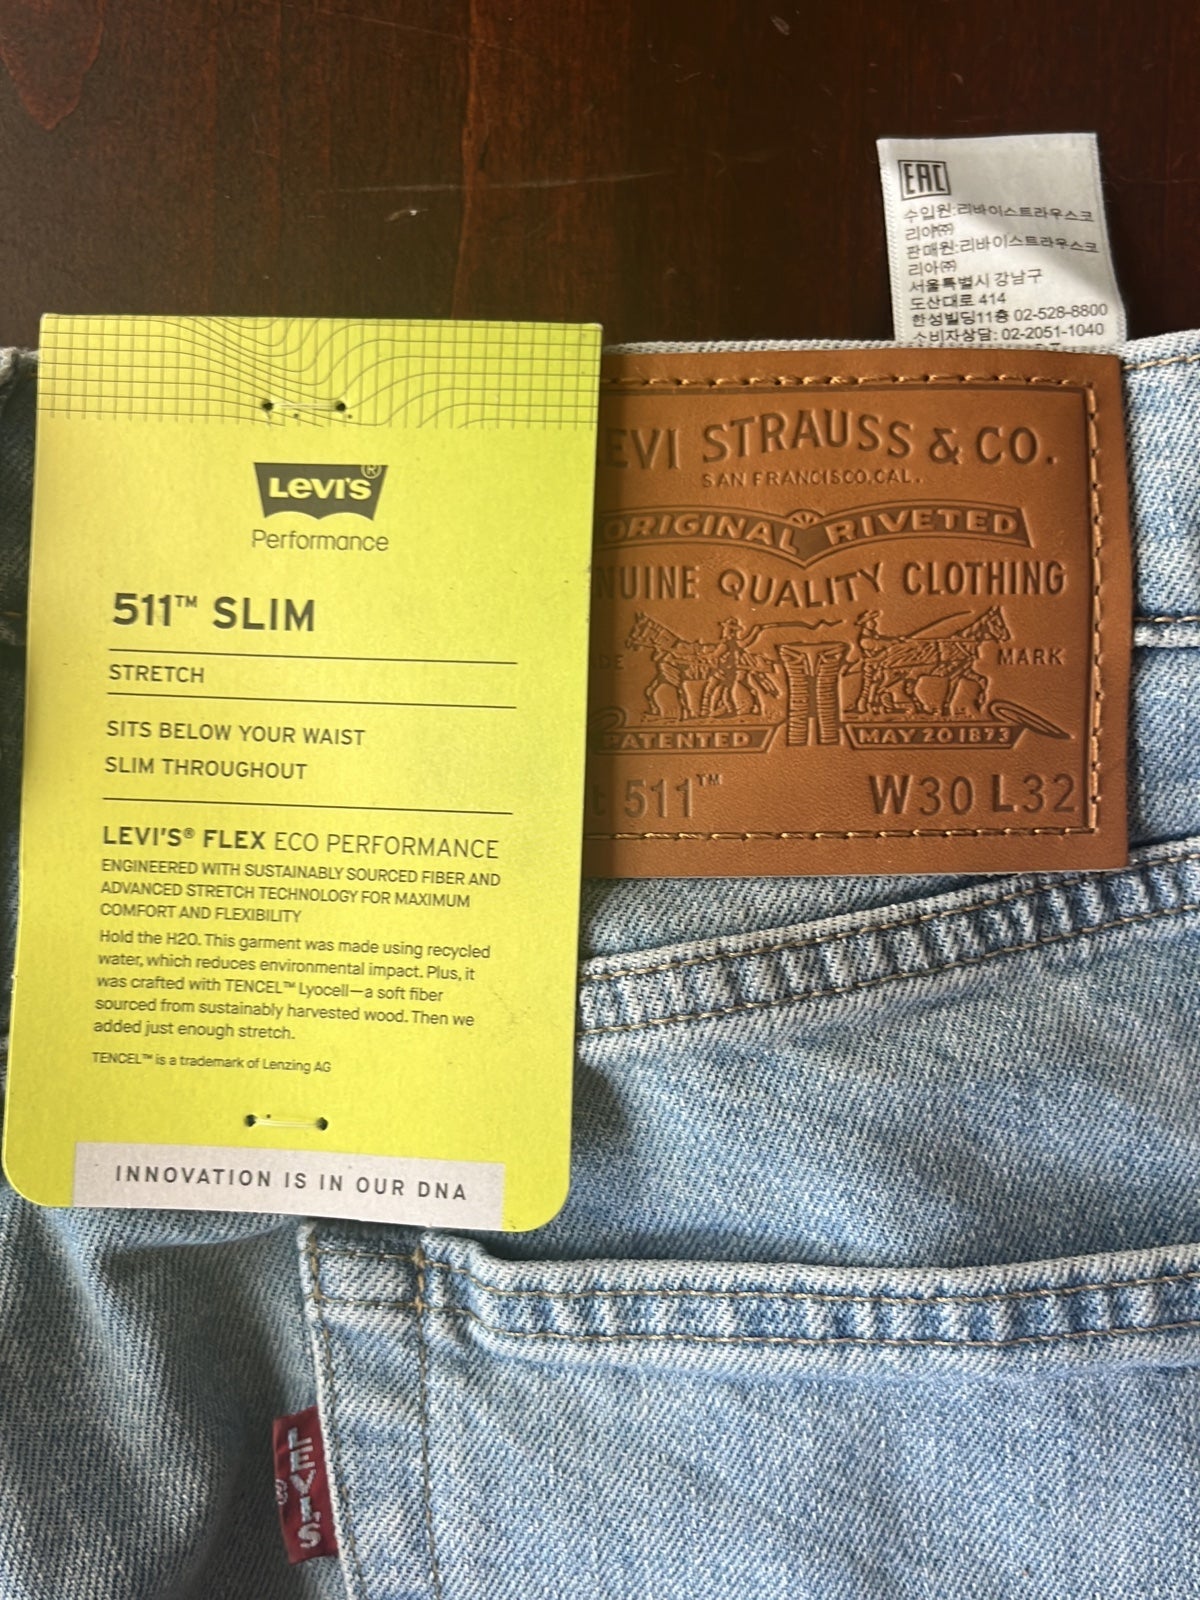 LEVI'S®
Performance
511™ SLIM
STRETCH
SITS BELOW YOUR WAIST
SLIM THROUGHOUT
LEVI'S® FLEX ECO PERFORMANCE
ENGINEERED WITH SUSTAINABLY SOURCED FIBER AND
ADVANCED STRETCH TECHNOLOGY FOR MAXIMUM
COMFORT AND FLEXIBILITY
Hold the H2O. This garment was made using recycled
water, which reduces environmental impact. Plus, it
was crafted with TENCEL™ Lyocell—a soft fiber
sourced from sustainably harvested wood. Then we
added just enough stretch.
TENCEL™ is a trademark of Lenzing AG
INNOVATION IS IN OUR DNA
EAC
수입원:리바이스트라우스코
리아㈜
판매원:리바이스트라우스코
리아㈜
서울특별시 강남구
도산대로 414
한성빌딩11층 02-528-8800
소비자상담: 02-2051-1040
EVI STRAUSS & CO.
SAN FRANCISCO,CAL.
ORIGINAL RIVETED
NUINE QUALITY CLOTHING
DE MARK
PATENTED MAY 20 1873
t 511™ W30 L32
LEVI'S®